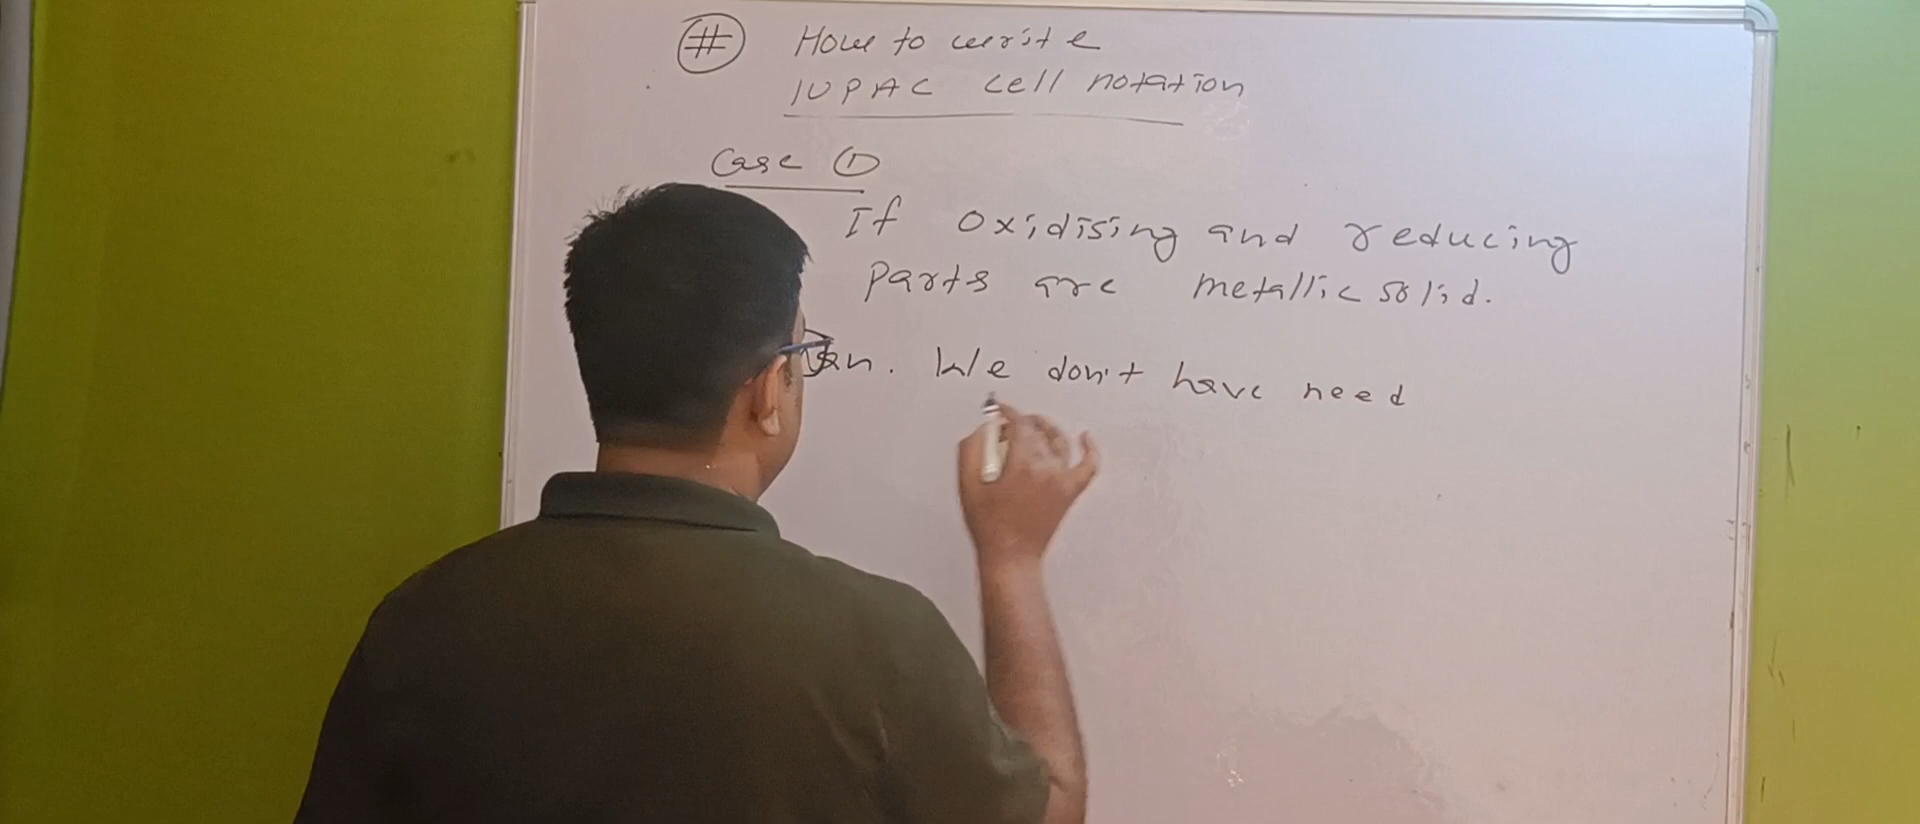 # How to write
IUPAC cell notation
Case ①
If oxidising and reducing
parts are metallic solid.
We don't have need